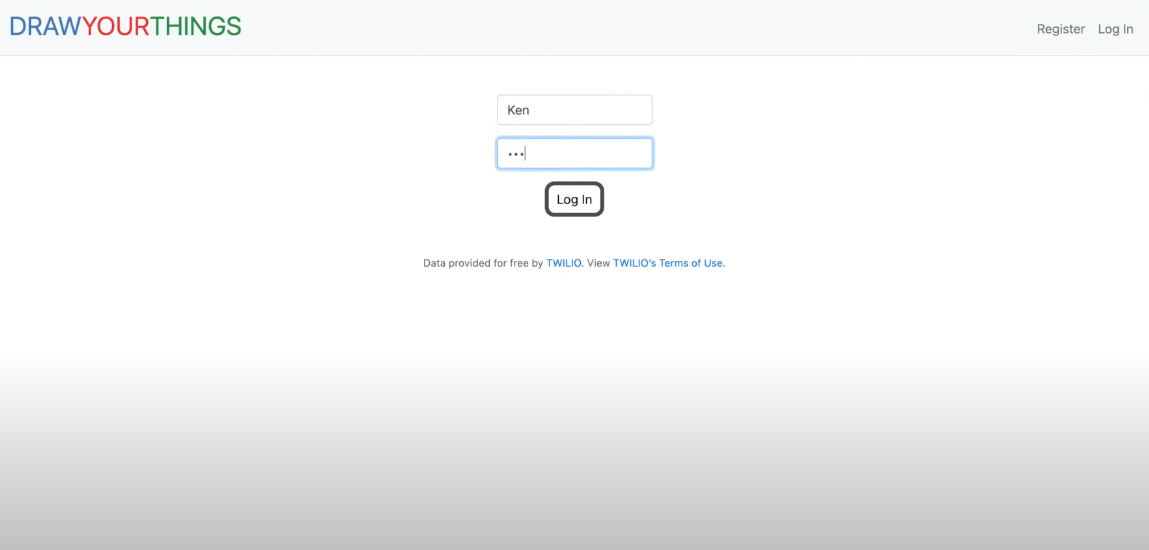 DRAWYOURTHINGS
Register Log In
Ken
•••
Log In
Data provided for free by TWILIO. View TWILIO's Terms of Use.